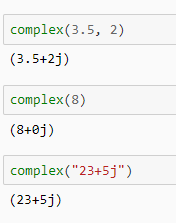 complex(3.5, 2)
(3.5+2j)
complex(8)
(8+0j)
complex("23+5j")
(23+5j)